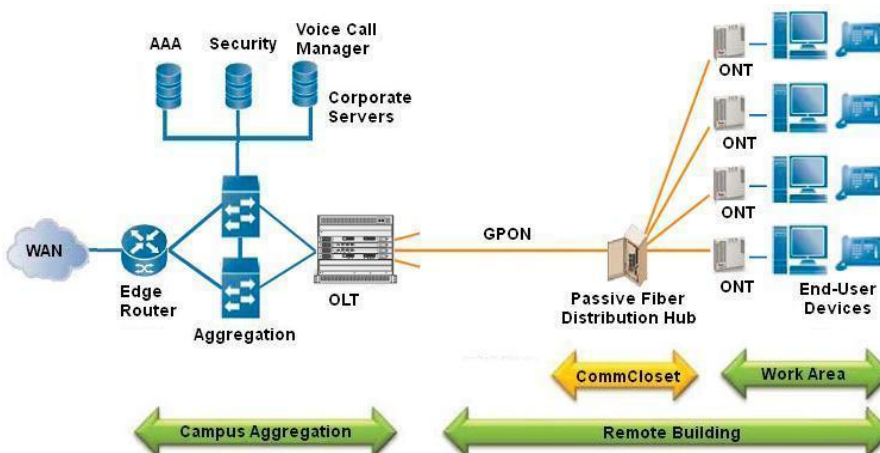 AAA
Security
Voice Call
Manager
Corporate
Servers
WAN
Edge
Router
Aggregation
OLT
GPON
Passive Fiber
Distribution Hub
ONT
ONT
ONT
ONT
End-User
Devices
CommCloset
Work Area
Campus Aggregation
Remote Building